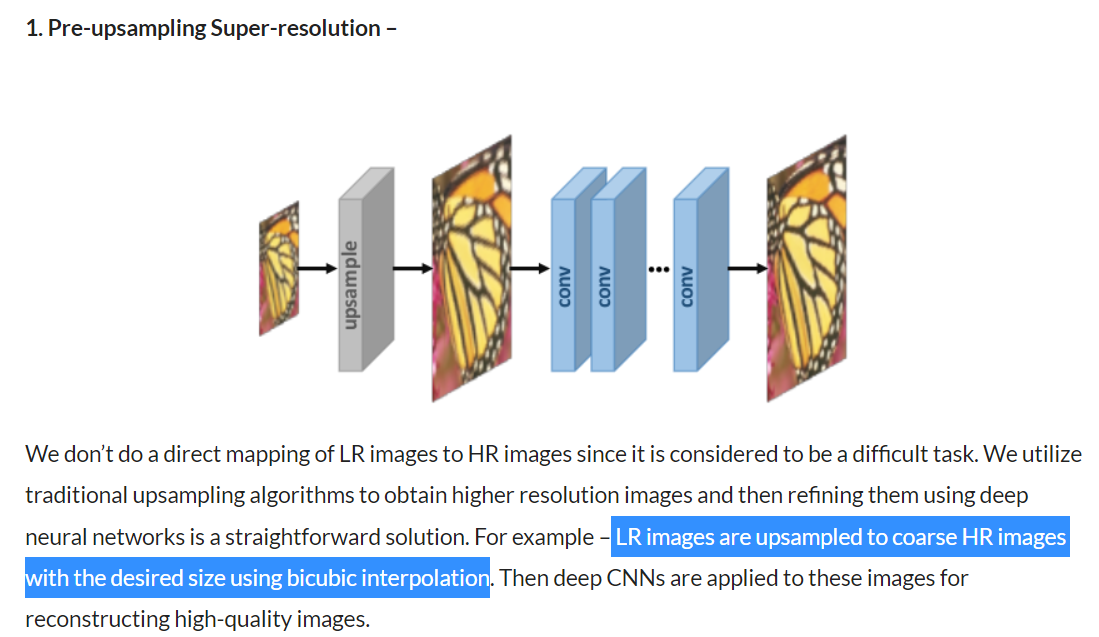 1. Pre-upsampling Super-resolution –
upsample
conv
conv
conv
We don’t do a direct mapping of LR images to HR images since it is considered to be a difficult task. We utilize
traditional upsampling algorithms to obtain higher resolution images and then refining them using deep
neural networks is a straightforward solution. For example – LR images are upsampled to coarse HR images
with the desired size using bicubic interpolation. Then deep CNNs are applied to these images for
reconstructing high-quality images.